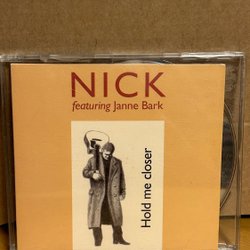 NICK
featuring Janne Bark
Hold me closer